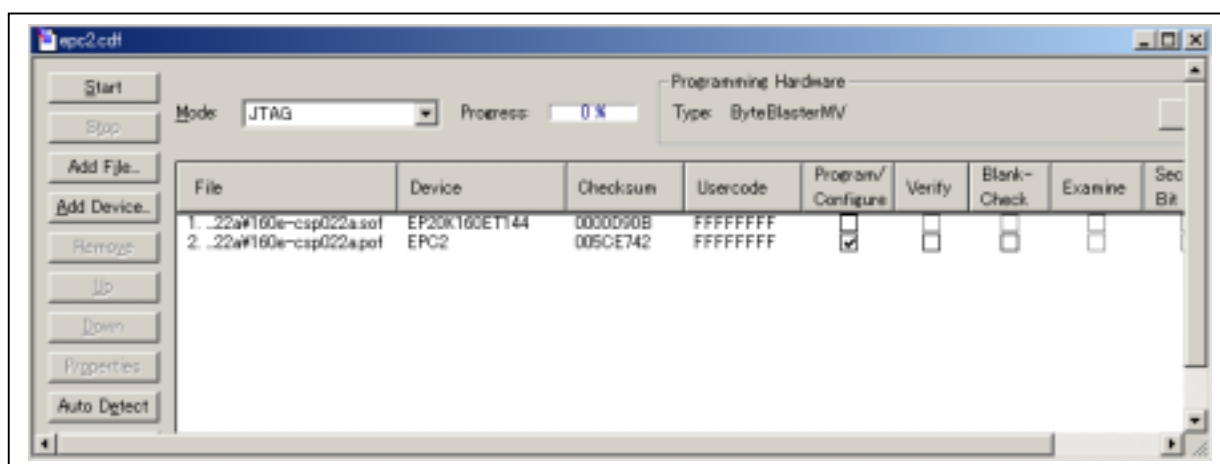 epc2.cdf
Start
Stop
Add File...
Add Device...
Remove
Up
Down
Properties
Auto Detect
Mode: JTAG Progress: 0 %
Programming Hardware
Type: ByteBlasterMV
File Device Checksum Usercode Program/ Configure Verify Blank- Check Examine Sec Bit
1. ...22a¥160e-csp022a.sof EP20K160ET144 0000D90B FFFFFFFF
2. ...22a¥160e-csp022a.pof EPC2 005CE742 FFFFFFFF